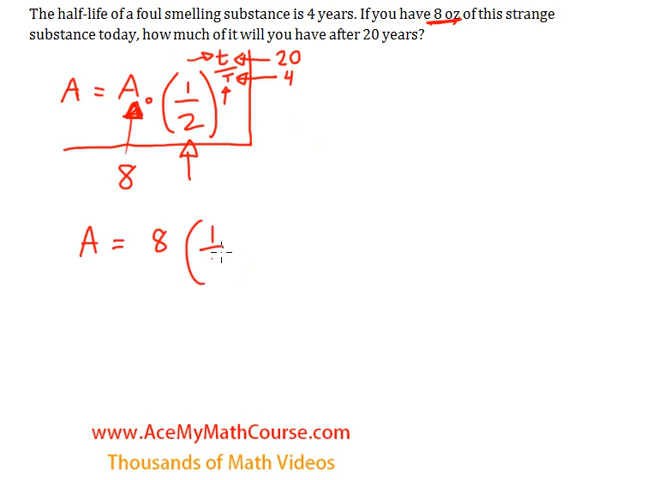 The half-life of a foul smelling substance is 4 years. If you have 8 oz of this strange
substance today, how much of it will you have after 20 years?
t 20
T 4
A = A₀ (1/2)
8
A = 8 (1
www.AceMyMathCourse.com
Thousands of Math Videos